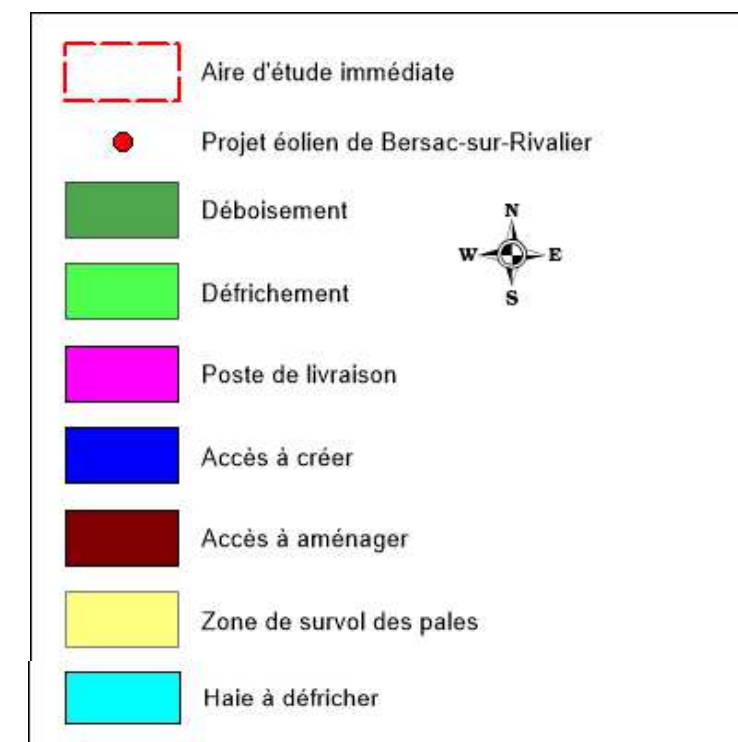 Aire d'étude immédiate
Projet éolien de Bersac-sur-Rivalier
Déboisement
N
W E
S
Défrichement
Poste de livraison
Accès à créer
Accès à aménager
Zone de survol des pales
Haie à défricher